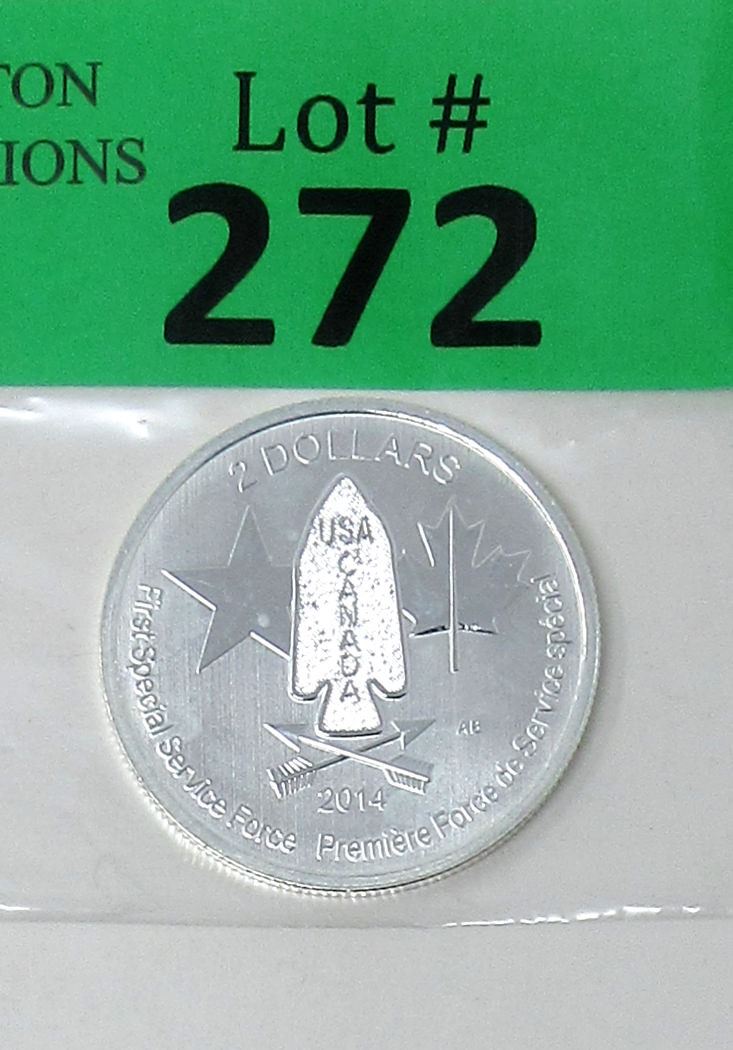 TON
IONS
Lot #
272
2 DOLLARS
USA
CANADA
First Special Service Force
Première Force de Service spécial
AB
2014